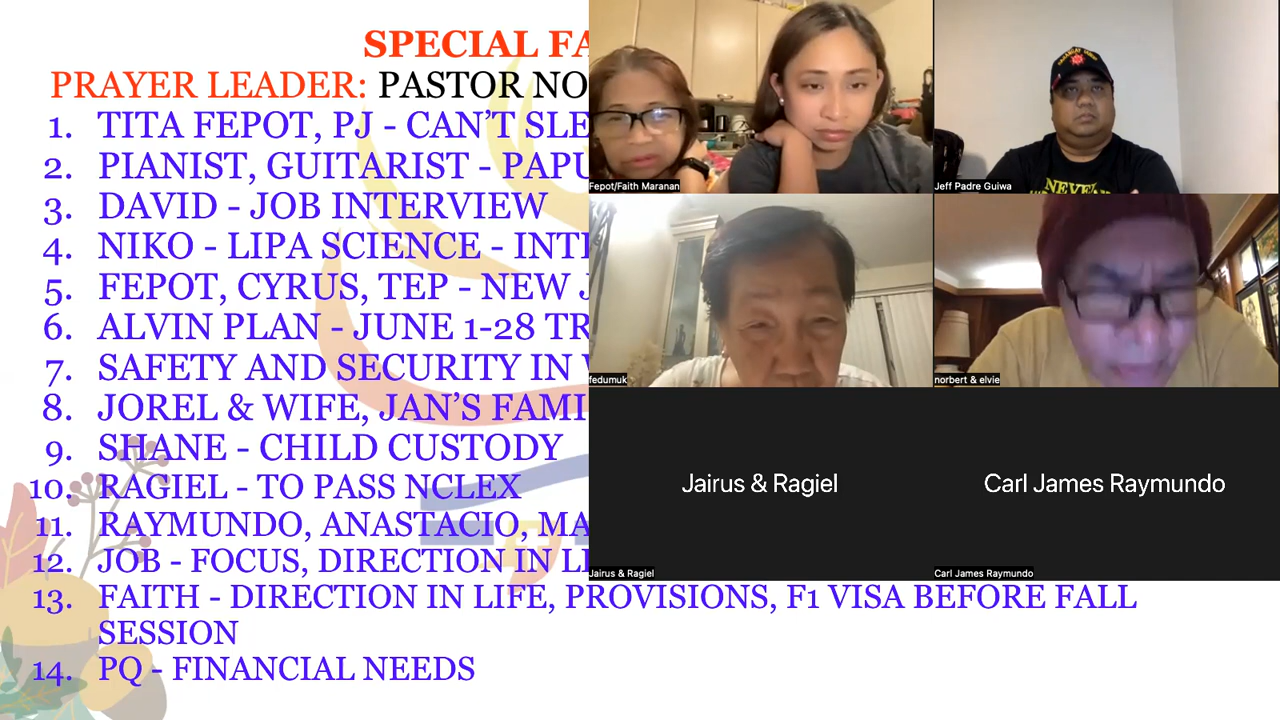 SPECIAL FA
PRAYER LEADER: PASTOR NO
1. TITA FEPOT, PJ - CAN'T SLE
2. PIANIST, GUITARIST - PAPU
3. DAVID - JOB INTERVIEW
4. NIKO - LIPA SCIENCE - INT
5. FEPOT, CYRUS, TEP - NEW J
6. ALVIN PLAN - JUNE 1-28 TR
7. SAFETY AND SECURITY IN
8. JOREL & WIFE, JAN'S FAMI
9. SHANE - CHILD CUSTODY
10. RAGIEL - TO PASS NCLEX
11. RAYMUNDO, ANASTACIO, MA
12. JOB - FOCUS, DIRECTION IN LI
13. FAITH - DIRECTION IN LIFE, PROVISIONS, F1 VISA BEFORE FALL
SESSION
14. PQ - FINANCIAL NEEDS
Fepot/Faith Maranan
Jeff Padre Guiwa
NEVER
fedumuk
norbert & elvie
Jairus & Ragiel
Carl James Raymundo
Jairus & Ragiel
Carl James Raymundo